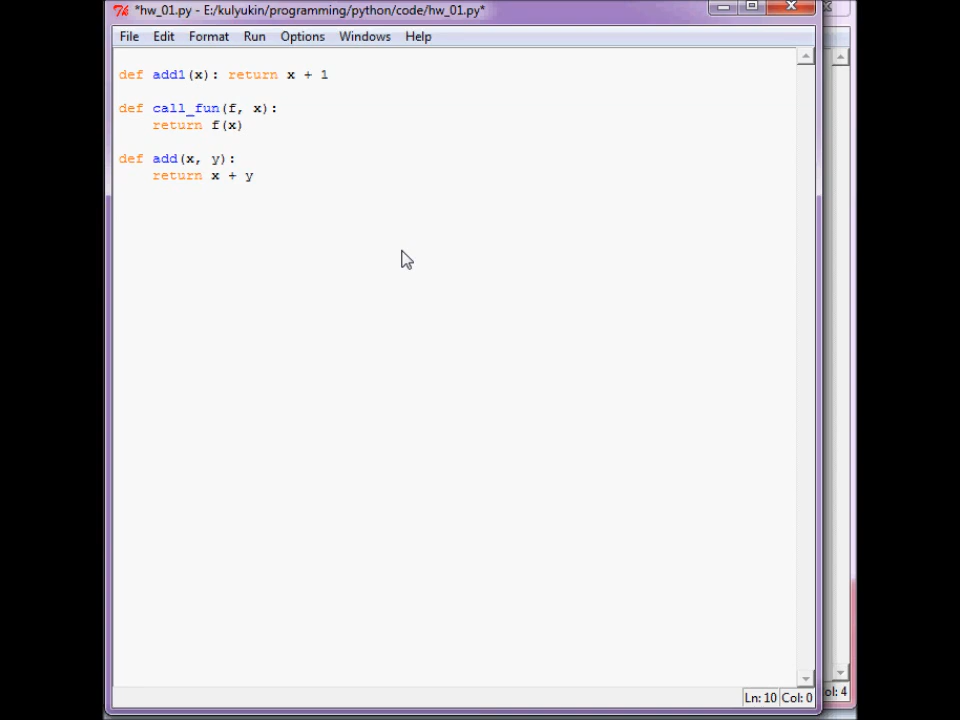 *hw_01.py - E:/kulyukin/programming/python/code/hw_01.py*
File Edit Format Run Options Windows Help
def add1(x): return x + 1
def call_fun(f, x):
    return f(x)
def add(x, y):
    return x + y
Ln: 10 Col: 0
ol: 4